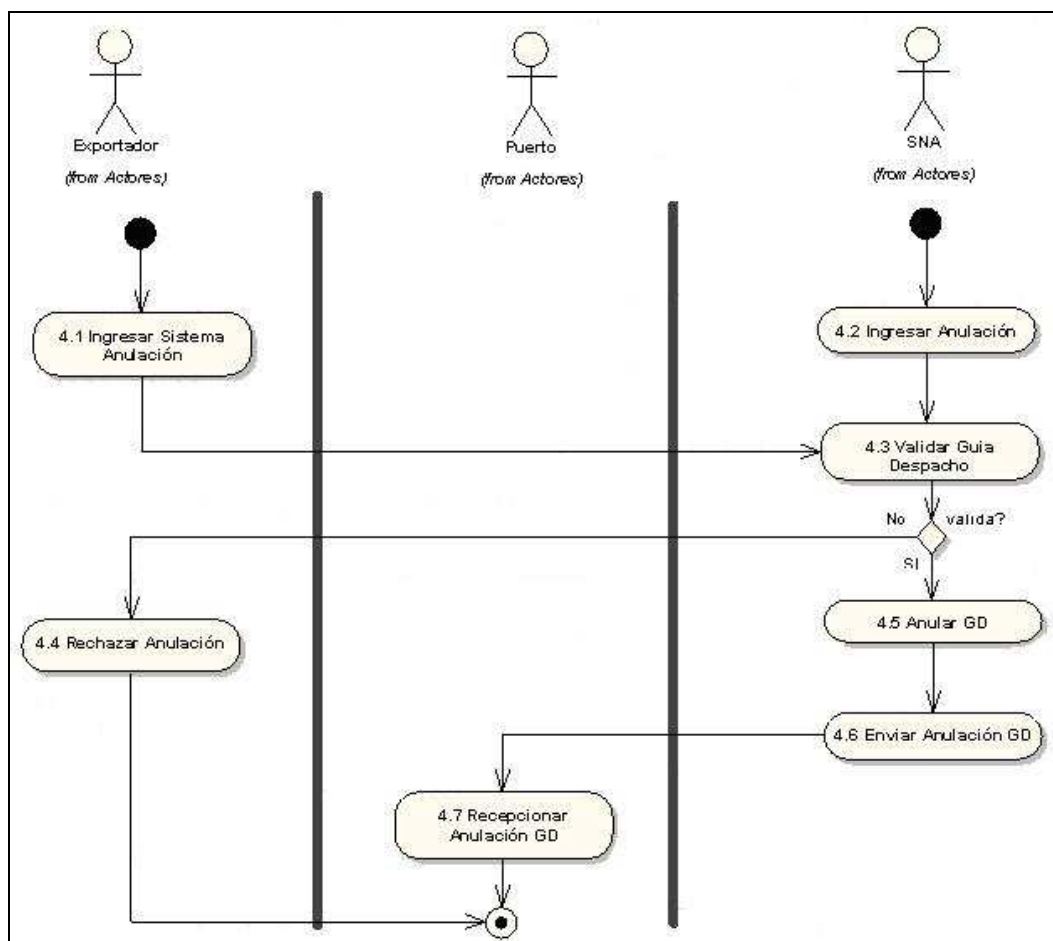 Exportador
(from Actores)
Puerto
(from Actores)
SNA
(from Actores)
4.1 Ingresar Sistema
Anulación
4.2 Ingresar Anulación
4.3 Validar Guia
Despacho
No
valida?
SI
4.4 Rechazar Anulación
4.5 Anular GD
4.6 Enviar Anulación GD
4.7 Recepcionar
Anulación GD